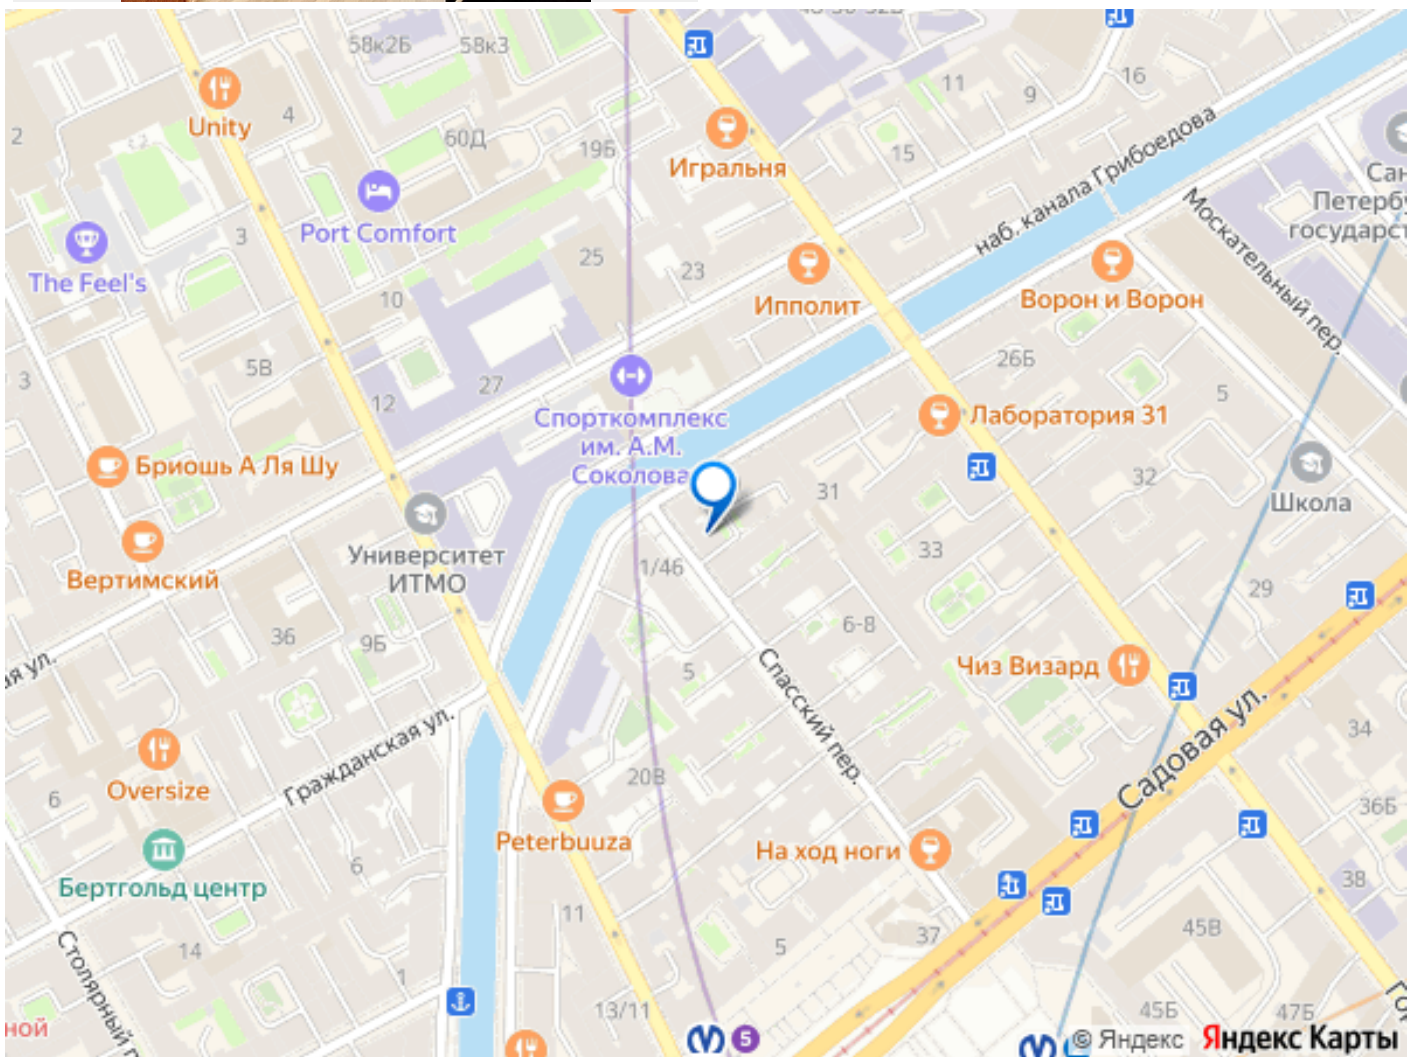 58к2Б
58к3
11
9
16
Unity
4
2
60Д
19Б
Игральня
15
наб. канала Грибоедова
Port Comfort
The Feel's
3
25
23
10
Ипполит
Ворон и Ворон
Москательный пер.
5В
3
12
27
26Б
5
Спорткомплекс
им. А.М.
Соколова
Лаборатория 31
Бриошь А Ля Шу
31
32
Школа
Университет
ИТМО
Вертимский
1/46
33
29
36
9Б
6-8
5
Чиз Визард
Спасский пер.
Садовая ул.
34
Гражданская ул.
Oversize
6
20В
36Б
Peterbuuza
На ход ноги
Бертгольд центр
6
38
11
37
45В
14
5
Столярный п
1
13/11
45Б
47Б
ной
5
© Яндекс
Яндекс Карты